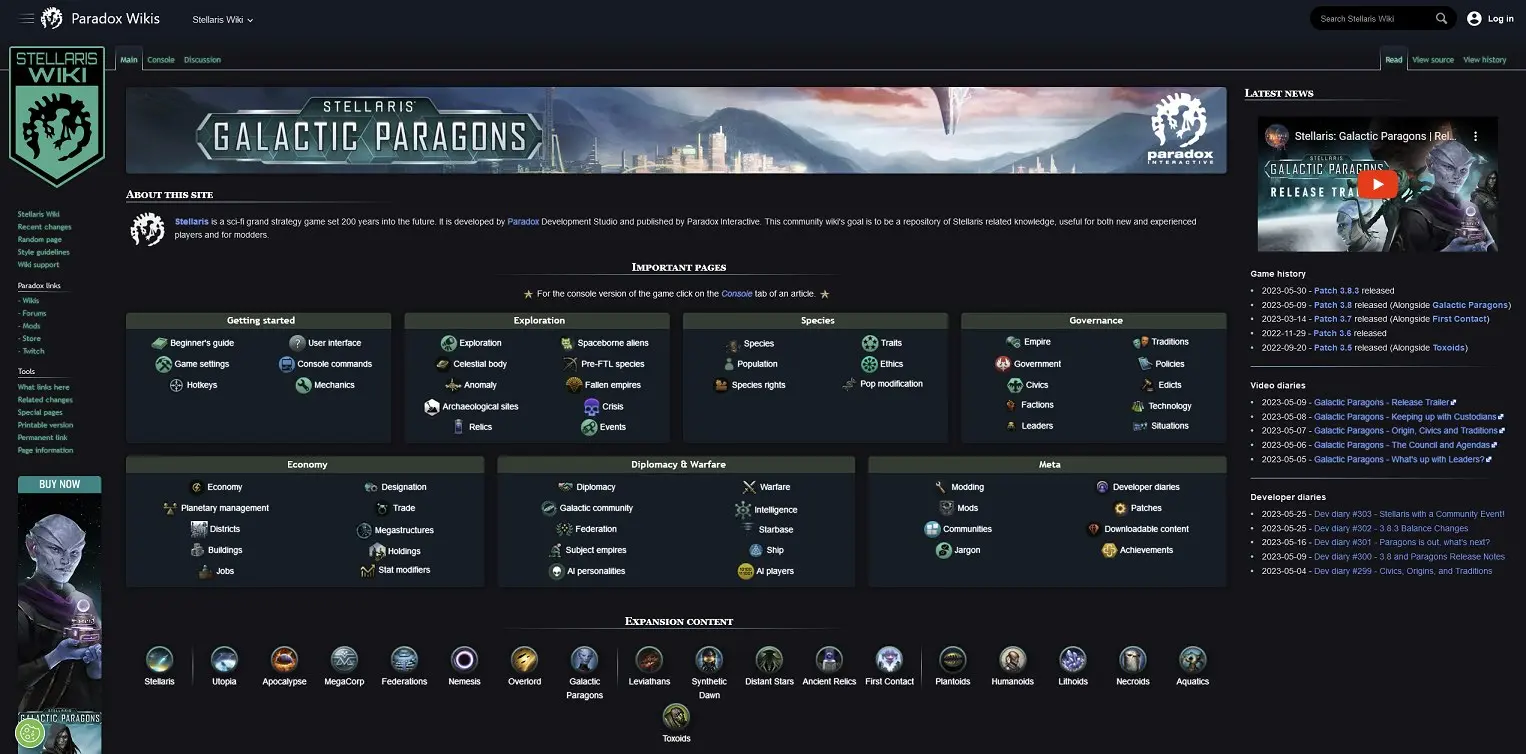 Paradox Wikis
Stellaris Wiki
Search Stellaris Wiki
Log in
STELLARIS
WIKI
Main
Console
Discussion
Read
View source
View history
STELLARIS
GALACTIC PARAGONS
paradox
INTERACTIVE
Stellaris Wiki
Recent changes
Random page
Style guidelines
Wiki support
Paradox links
- Wikis
- Forums
- Mods
- Store
- Twitch
Tools
What links here
Related changes
Special pages
Printable version
Permanent link
Page information
BUY NOW
STELLARIS
GALACTIC PARAGONS
About this site
Stellaris is a sci-fi grand strategy game set 200 years into the future. It is developed by Paradox Development Studio and published by Paradox Interactive. This community wiki's goal is to be a repository of Stellaris related knowledge, useful for both new and experienced
players and for modders.
Important pages
For the console version of the game click on the Console tab of an article.
Getting started
Beginner's guide
User interface
Game settings
Console commands
Hotkeys
Mechanics
Exploration
Exploration
Spaceborne aliens
Celestial body
Pre-FTL species
Anomaly
Fallen empires
Archaeological sites
Crisis
Relics
Events
Species
Species
Traits
Population
Ethics
Species rights
Pop modification
Governance
Empire
Traditions
Government
Policies
Civics
Edicts
Factions
Technology
Leaders
Situations
Economy
Economy
Designation
Planetary management
Trade
Districts
Megastructures
Buildings
Holdings
Jobs
Stat modifiers
Diplomacy & Warfare
Diplomacy
Warfare
Galactic community
Intelligence
Federation
Starbase
Subject empires
Ship
AI personalities
AI players
Meta
Modding
Developer diaries
Mods
Patches
Communities
Downloadable content
Jargon
Achievements
Expansion content
Stellaris
Utopia
Apocalypse
MegaCorp
Federations
Nemesis
Overlord
Galactic
Paragons
Leviathans
Synthetic
Dawn
Distant Stars
Ancient Relics
First Contact
Plantoids
Humanoids
Lithoids
Necroids
Aquatics
Toxoids
Latest news
Stellaris: Galactic Paragons | Rel...
STELLARIS
GALACTIC PARAGONS
RELEASE TRA
Game history
• 2023-05-30 - Patch 3.8.3 released
• 2023-05-09 - Patch 3.8 released (Alongside Galactic Paragons)
• 2023-03-14 - Patch 3.7 released (Alongside First Contact)
• 2022-11-29 - Patch 3.6 released
• 2022-09-20 - Patch 3.5 released (Alongside Toxoids)
Video diaries
• 2023-05-09 - Galactic Paragons - Release Trailer
• 2023-05-08 - Galactic Paragons - Keeping up with Custodians
• 2023-05-07 - Galactic Paragons - Origin, Civics and Traditions
• 2023-05-06 - Galactic Paragons - The Council and Agendas
• 2023-05-05 - Galactic Paragons - What's up with Leaders?
Developer diaries
• 2023-05-25 - Dev diary #303 - Stellaris with a Community Event!
• 2023-05-25 - Dev diary #302 - 3.8.3 Balance Changes
• 2023-05-16 - Dev diary #301 - Paragons is out, what's next?
• 2023-05-09 - Dev diary #300 - 3.8 and Paragons Release Notes
• 2023-05-04 - Dev diary #299 - Civics, Origins, and Traditions